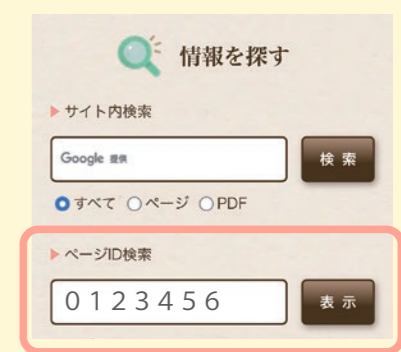 情報を探す
サイト内検索
Google 提供
検索
すべて ページ PDF
ページID検索
0123456
表示